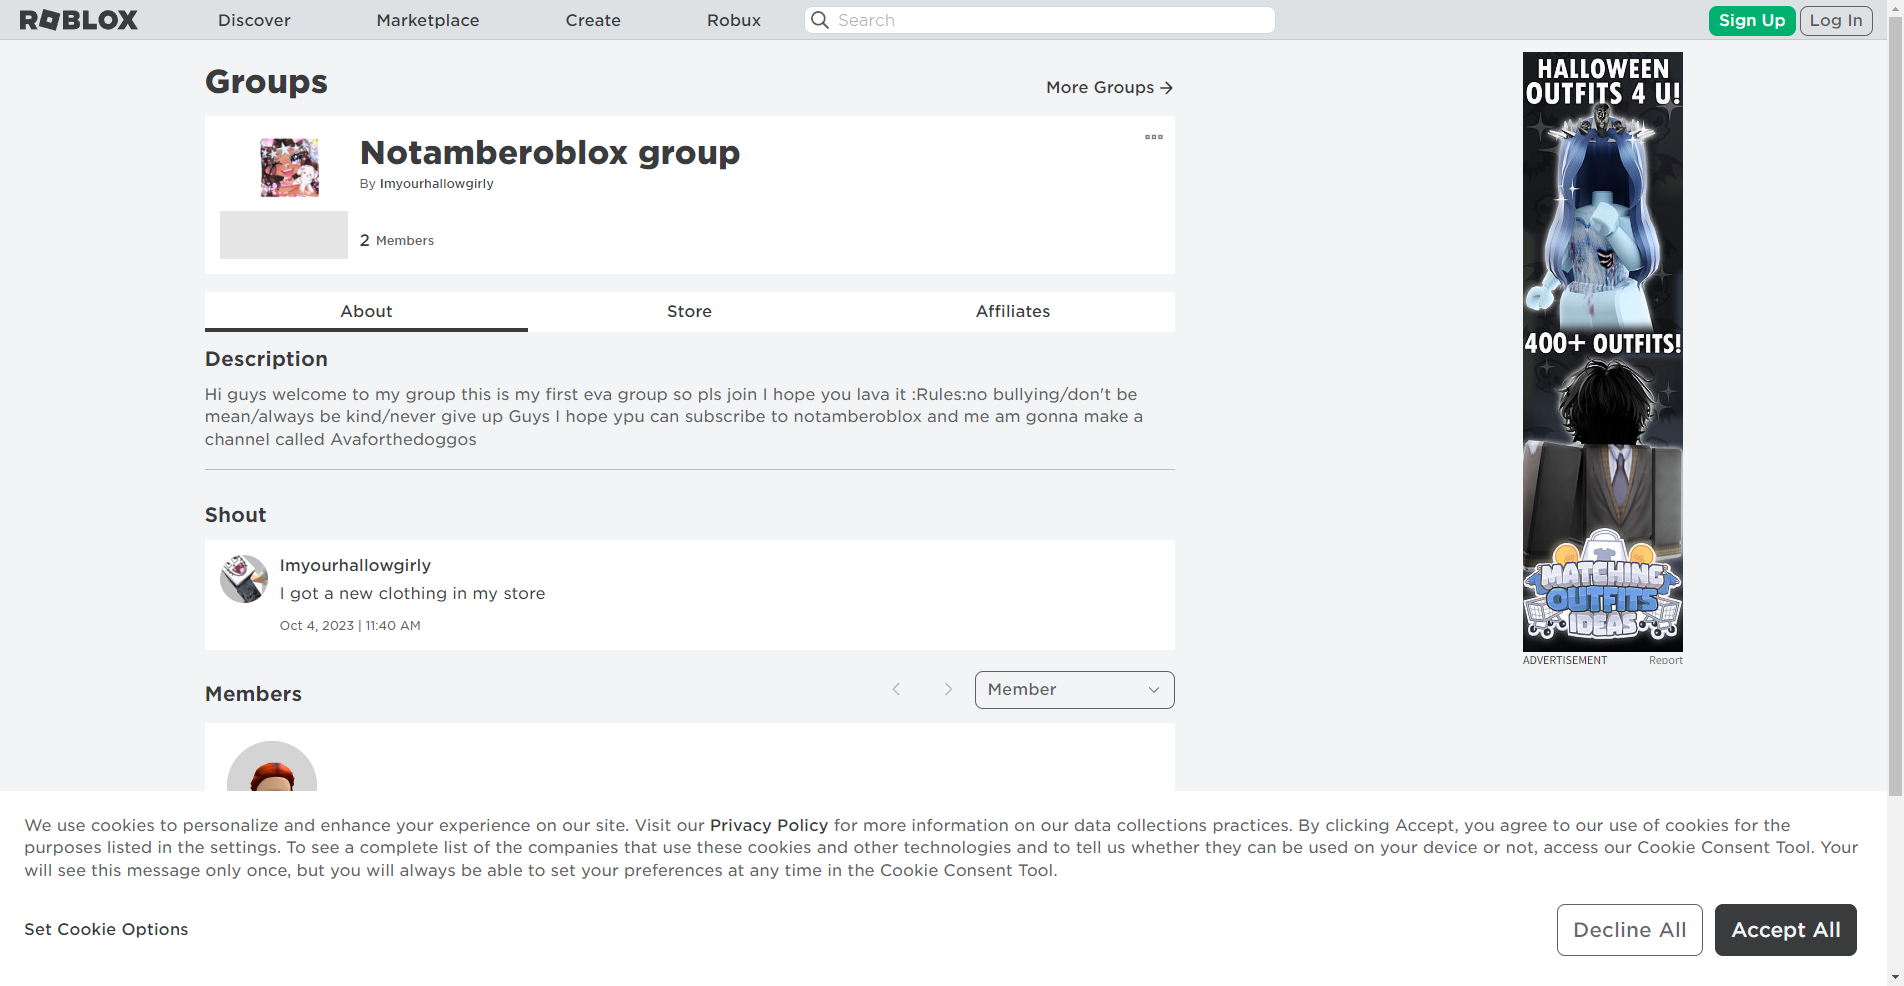 ROBLOX
Discover
Marketplace
Create
Robux
Search
Sign Up
Log In
Groups
More Groups
Notamberoblox group
By Imyourhallowgirly
2 Members
About
Store
Affiliates
Description
Hi guys welcome to my group this is my first eva group so pls join I hope you lava it :Rules:no bullying/don't be
mean/always be kind/never give up Guys I hope ypu can subscribe to notamberoblox and me am gonna make a
channel called Avaforthedoggos
Shout
Imyourhallowgirly
I got a new clothing in my store
Oct 4, 2023 | 11:40 AM
Members
Member
HALLOWEEN
OUTFITS 4 U!
400+ OUTFITS!
MATCHING
OUTFITS
IDEAS
ADVERTISEMENT
Report
We use cookies to personalize and enhance your experience on our site. Visit our Privacy Policy for more information on our data collections practices. By clicking Accept, you agree to our use of cookies for the
purposes listed in the settings. To see a complete list of the companies that use these cookies and other technologies and to tell us whether they can be used on your device or not, access our Cookie Consent Tool. Your
will see this message only once, but you will always be able to set your preferences at any time in the Cookie Consent Tool.
Set Cookie Options
Decline All
Accept All